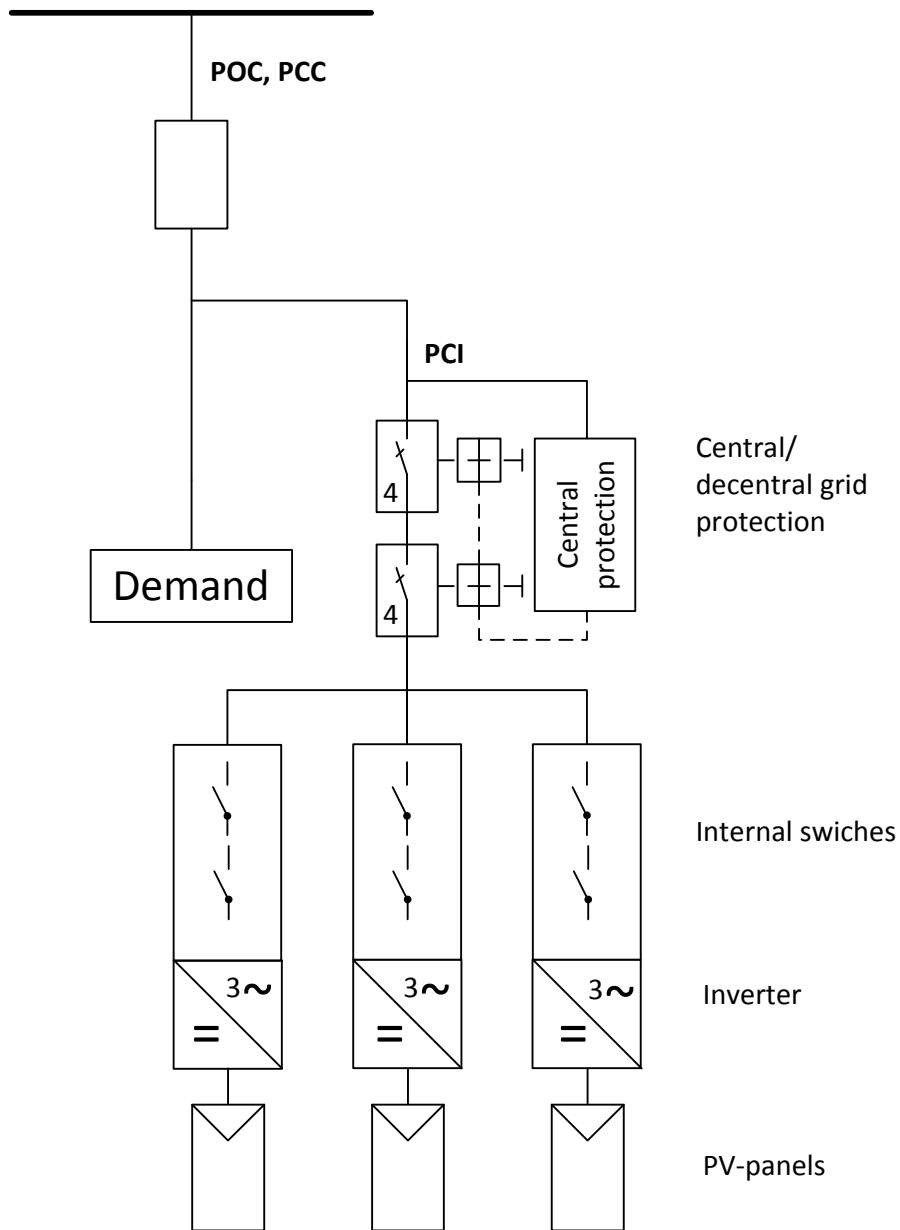 POC, PCC
PCI
4
Central
protection
Central/
decentral grid
protection
4
Demand
Internal swiches
3~
=
3~
=
3~
=
Inverter
PV-panels